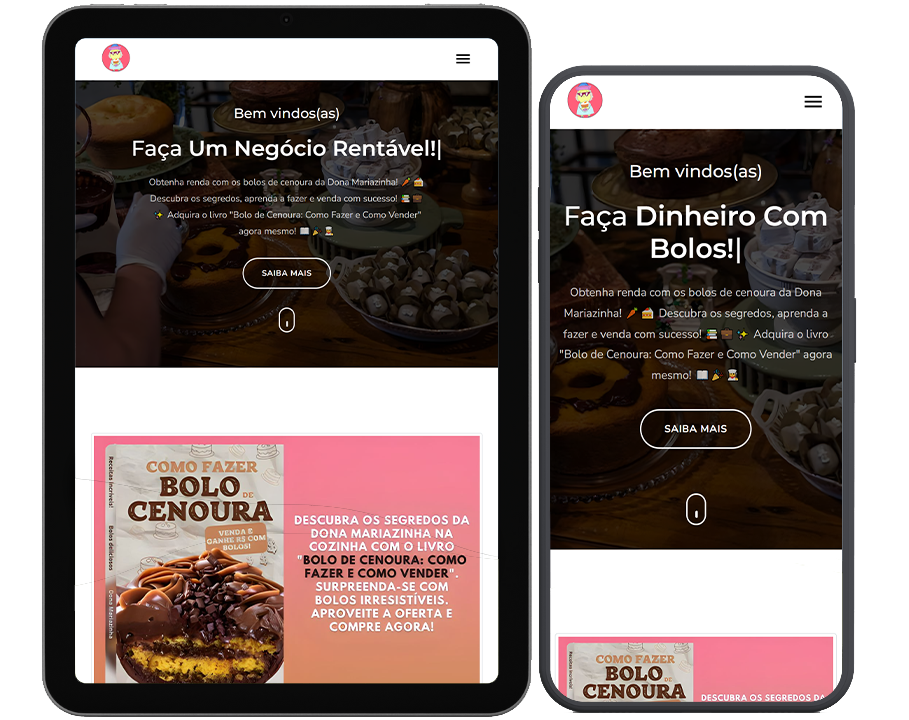 Bem vindos(as)
Faça Um Negócio Rentável!|
Obtenha renda com os bolos de cenoura da Dona Mariazinha! 🥕 🍰
Descubra os segredos, aprenda a fazer e venda com sucesso! 📚 💼
✨ Adquira o livro "Bolo de Cenoura: Como Fazer e Como Vender"
agora mesmo! 📖 🎉 👨‍🍳
SAIBA MAIS
Receitas Incríveis!
Bolos deliciosos
Dona Mariazinha
COMO FAZER
BOLO
DE
CENOURA
VENDA E
GANHE R$ COM
BOLOS!
DESCUBRA OS SEGREDOS DA
DONA MARIAZINHA NA
COZINHA COM O LIVRO
"BOLO DE CENOURA: COMO
FAZER E COMO VENDER".
SURPREENDA-SE COM
BOLOS IRRESISTÍVEIS.
APROVEITE A OFERTA E
COMPRE AGORA!
Bem vindos(as)
Faça Dinheiro Com
Bolos!|
Obtenha renda com os bolos de cenoura da Dona
Mariazinha! 🥕 🍰 Descubra os segredos, aprenda a
fazer e venda com sucesso! 📚 💼 ✨ Adquira o livro
"Bolo de Cenoura: Como Fazer e Como Vender" agora
mesmo! 📖 🎉 👨‍🍳
SAIBA MAIS
COMO FAZER
BOLO
DE
CENOURA
DESCUBRA OS SEGREDOS DA